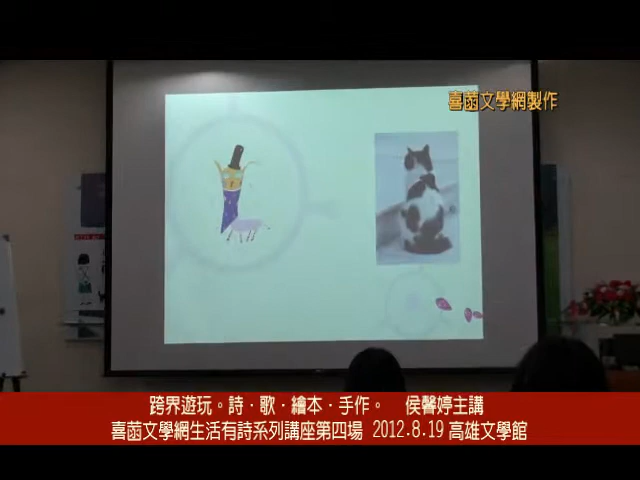 喜菡文學網製作
跨界遊玩。詩．歌．繪本．手作。 侯馨婷主講
喜菡文學網生活有詩系列講座第四場 2012.8.19 高雄文學館